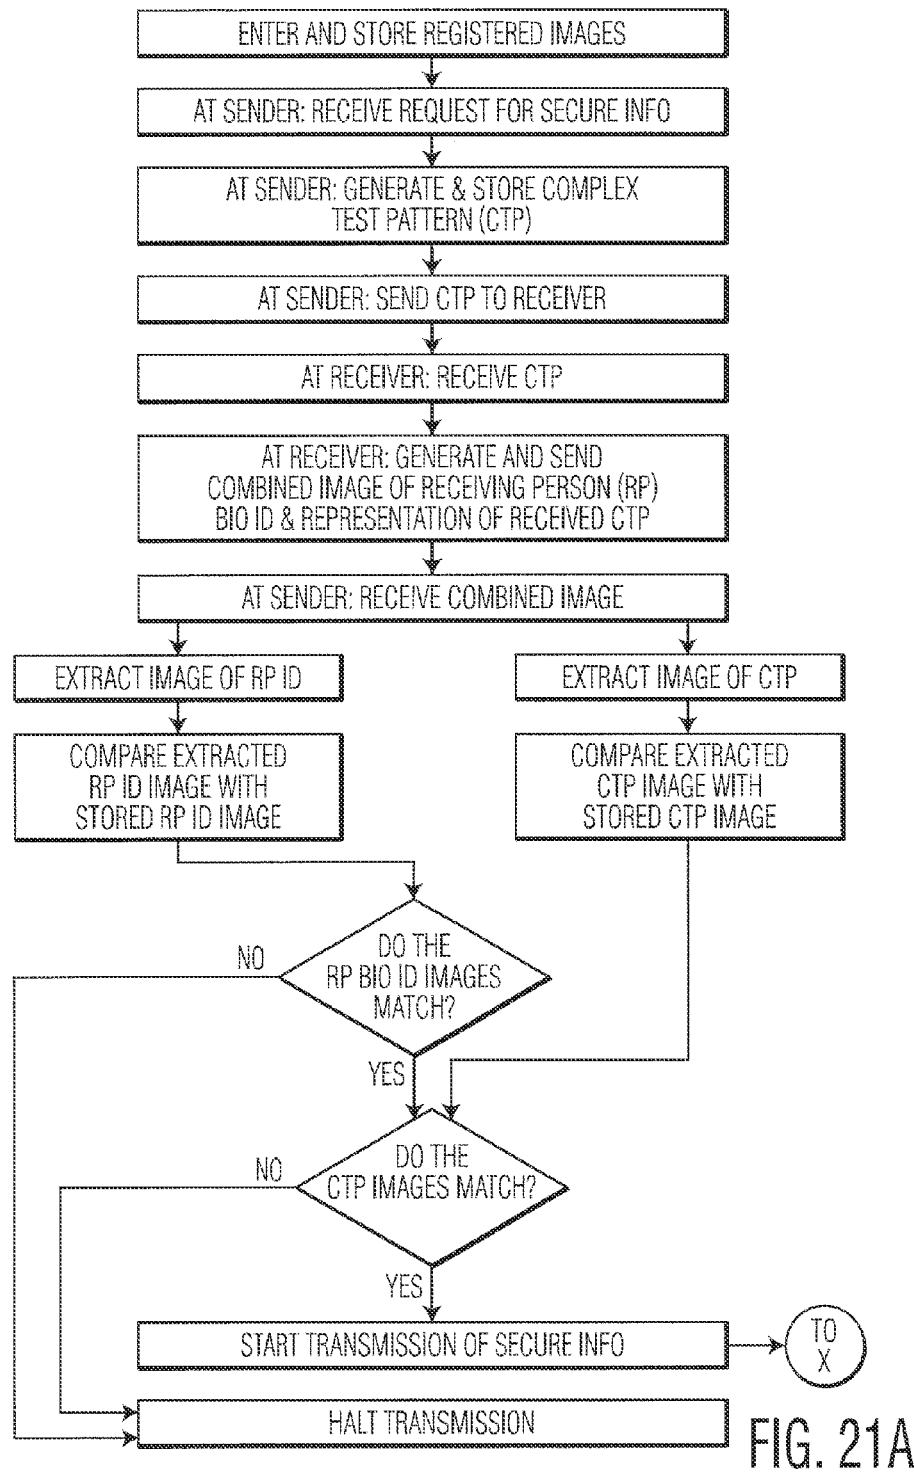 ENTER AND STORE REGISTERED IMAGES
AT SENDER: RECEIVE REQUEST FOR SECURE INFO
AT SENDER: GENERATE & STORE COMPLEX
TEST PATTERN (CTP)
AT SENDER: SEND CTP TO RECEIVER
AT RECEIVER: RECEIVE CTP
AT RECEIVER: GENERATE AND SEND
COMBINED IMAGE OF RECEIVING PERSON (RP)
BIO ID & REPRESENTATION OF RECEIVED CTP
AT SENDER: RECEIVE COMBINED IMAGE
EXTRACT IMAGE OF RP ID
EXTRACT IMAGE OF CTP
COMPARE EXTRACTED
RP ID IMAGE WITH
STORED RP ID IMAGE
COMPARE EXTRACTED
CTP IMAGE WITH
STORED CTP IMAGE
NO
DO THE
RP BIO ID IMAGES
MATCH?
YES
NO
DO THE
CTP IMAGES MATCH?
YES
START TRANSMISSION OF SECURE INFO
TO
X
HALT TRANSMISSION
FIG. 21A